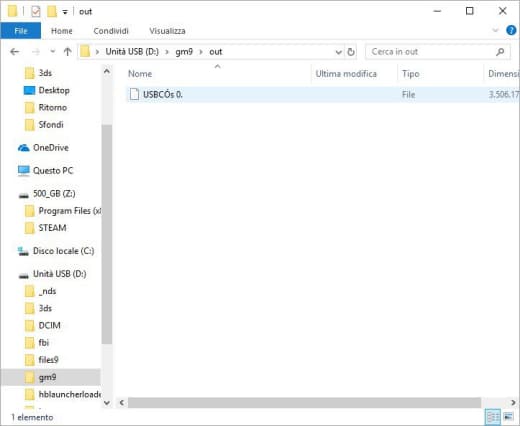 out
File
Home
Condividi
Visualizza
Unità USB (D:) > gm9 > out
Cerca in out
Nome
Ultima modifica
Tipo
Dimensi
USBCÓs 0.
File
3.506.17
3ds
Desktop
Ritorno
Sfondi
OneDrive
Questo PC
500_GB (Z:)
Program Files (x
STEAM
Disco locale (C:)
Unità USB (D:)
_nds
3ds
DCIM
fbi
files9
gm9
hblauncherloade
1 elemento